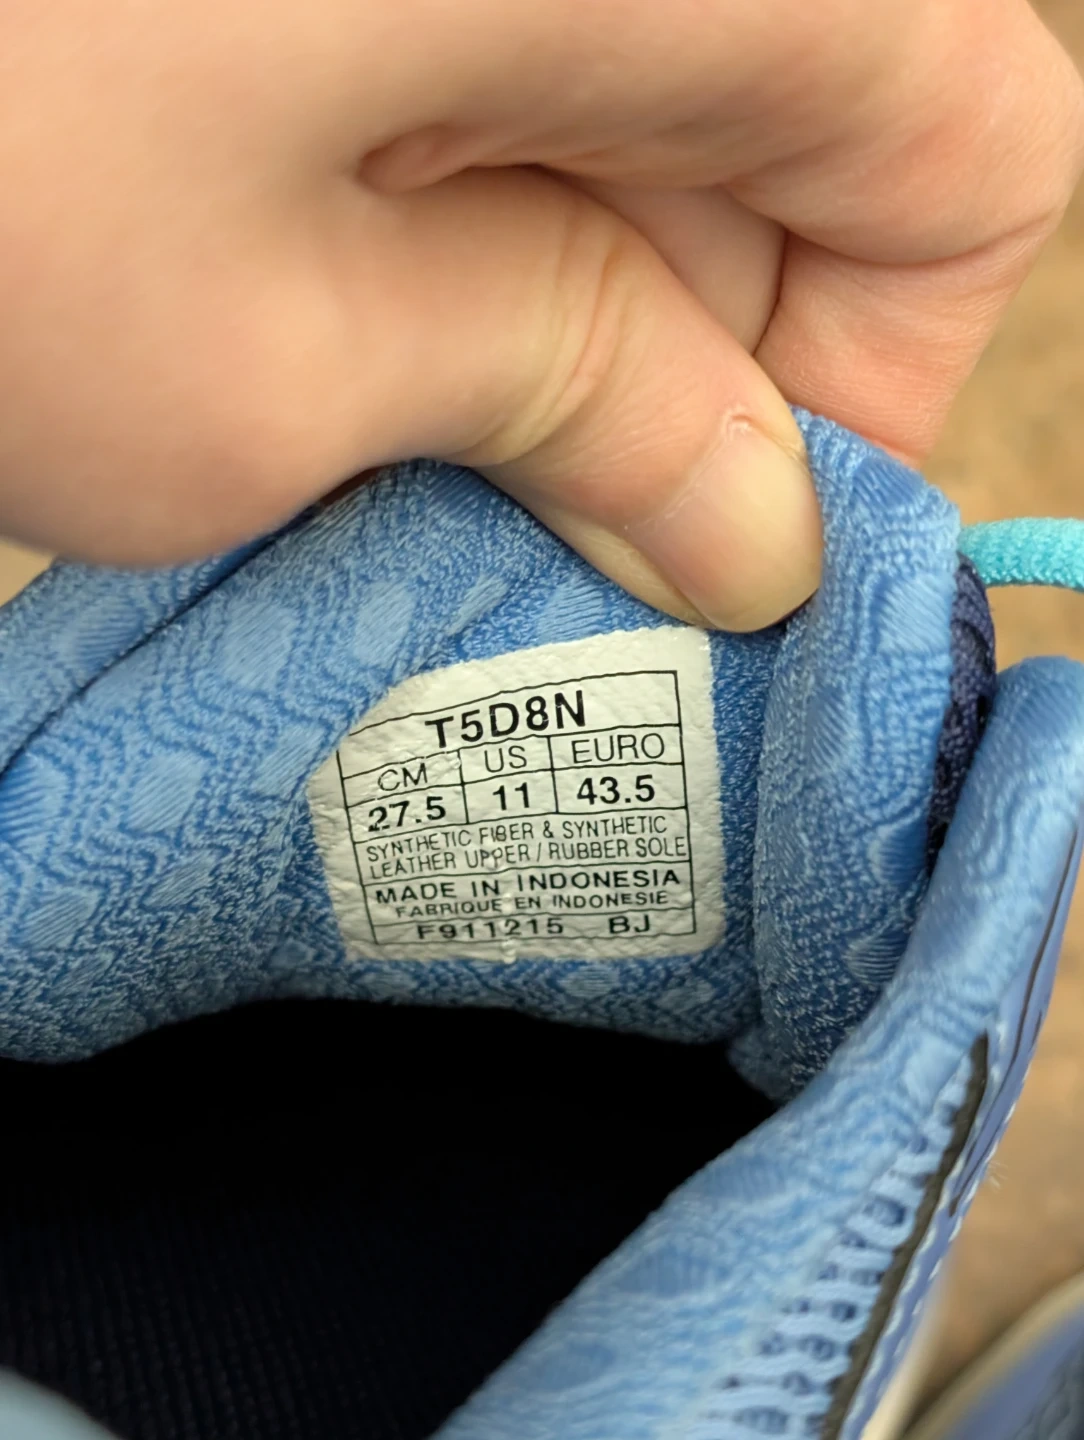 T5D8N
CM US EURO
27.5 11 43.5
SYNTHETIC FIBER & SYNTHETIC
LEATHER UPPER / RUBBER SOLE
MADE IN INDONESIA
FABRIQUE EN INDONESIE
F911215 BJ